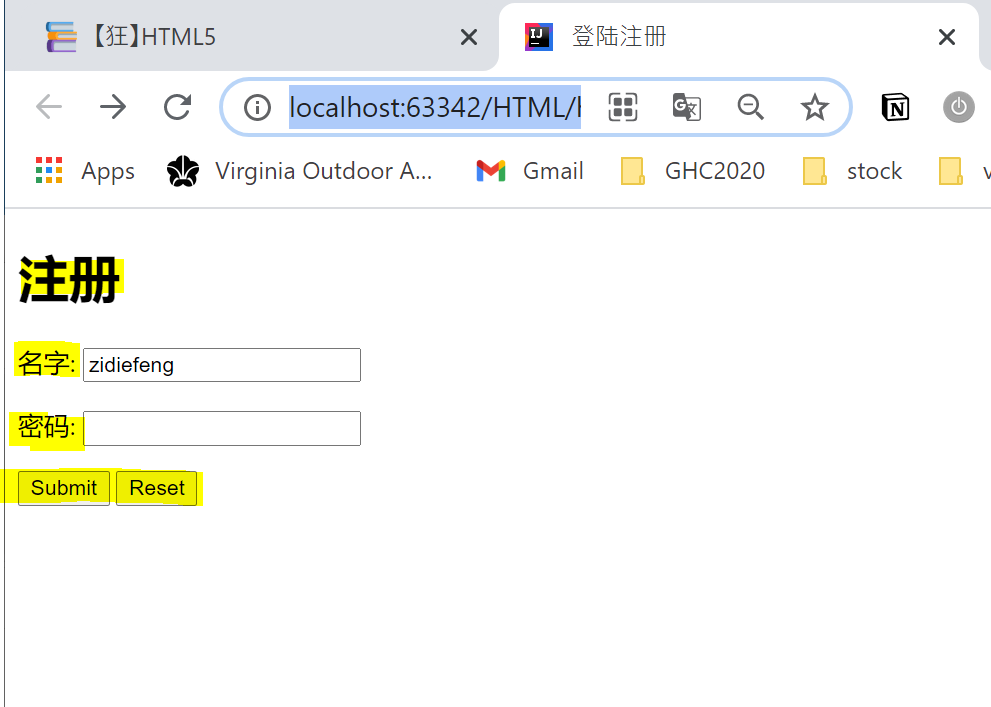 【狂】HTML5
登陆注册
localhost:63342/HTML/
Apps
Virginia Outdoor A...
Gmail
GHC2020
stock
注册
名字: zidiefeng
密码:
Submit Reset